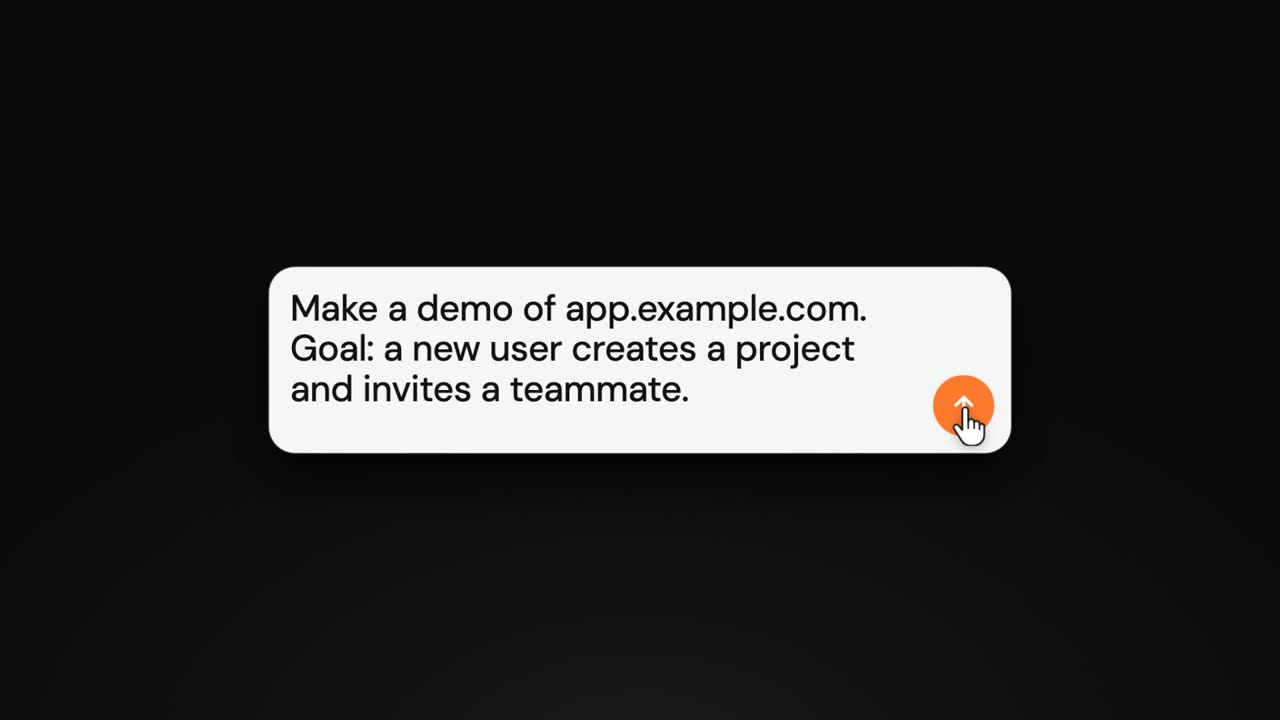 Make a demo of app.example.com.
Goal: a new user creates a project
and invites a teammate.